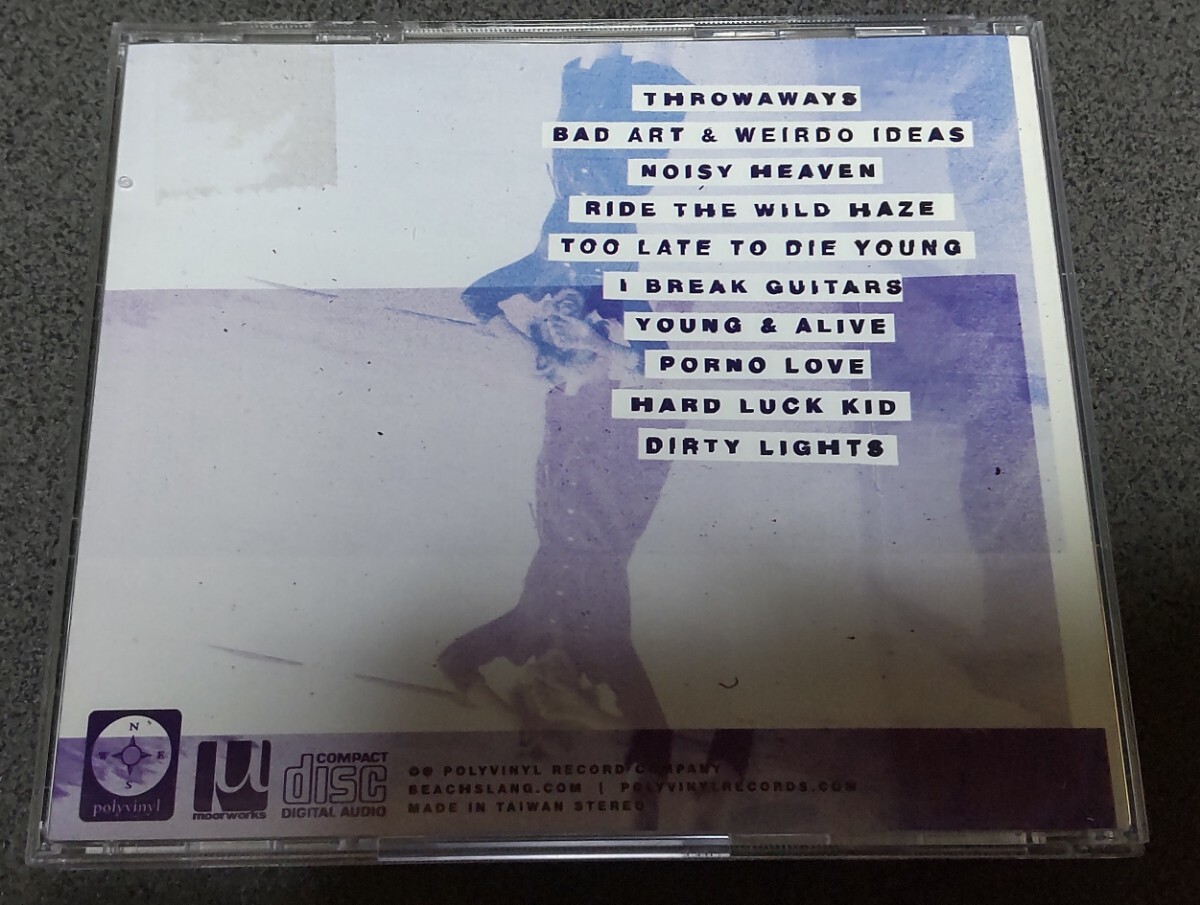 THROWAWAYS
BAD ART & WEIRDO IDEAS
NOISY HEAVEN
RIDE THE WILD HAZE
TOO LATE TO DIE YOUNG
I BREAK GUITARS
YOUNG & ALIVE
PORNO LOVE
HARD LUCK KID
DIRTY LIGHTS
N
W E
S
polyvinyl
μ
moorworks
COMPACT
disc
DIGITAL AUDIO
℗© POLYVINYL RECORD COMPANY
BEACHSLANG.COM | POLYVINYLRECORDS.COM
MADE IN TAIWAN STEREO